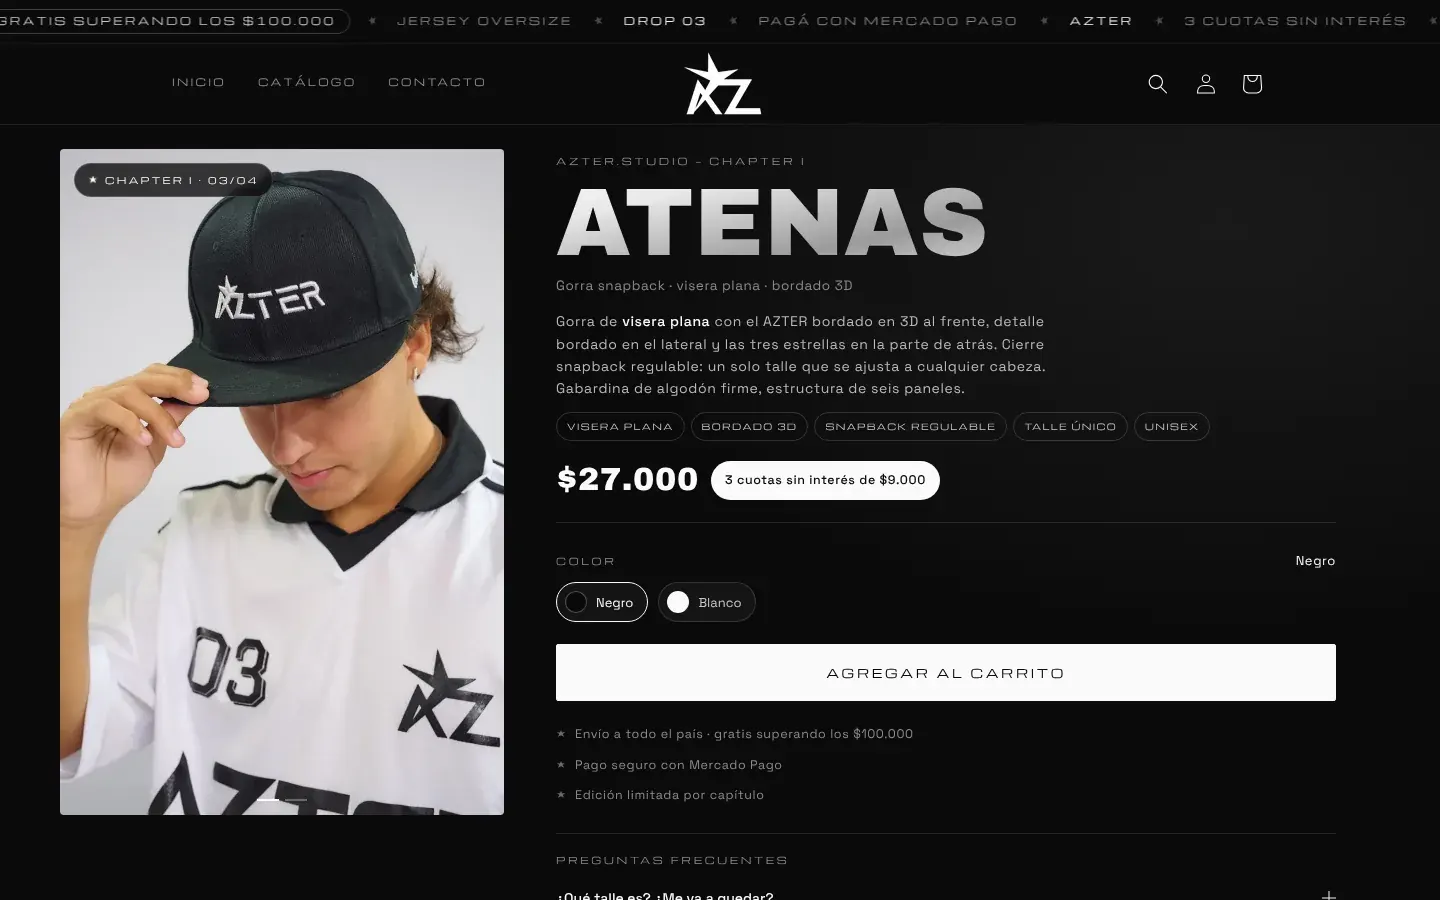 GRATIS SUPERANDO LOS $100.000 ★ JERSEY OVERSIZE ★ DROP 03 ★ PAGÁ CON MERCADO PAGO ★ AZTER ★ 3 CUOTAS SIN INTERÉS ★
INICIO CATÁLOGO CONTACTO
AZ
★ CHAPTER I · 03/04
AZTER
03
AZ
AZTER.STUDIO – CHAPTER I
ATENAS
Gorra snapback · visera plana · bordado 3D
Gorra de visera plana con el AZTER bordado en 3D al frente, detalle
bordado en el lateral y las tres estrellas en la parte de atrás. Cierre
snapback regulable: un solo talle que se ajusta a cualquier cabeza.
Gabardina de algodón firme, estructura de seis paneles.
VISERA PLANA BORDADO 3D SNAPBACK REGULABLE TALLE ÚNICO UNISEX
$27.000 3 cuotas sin interés de $9.000
COLOR Negro
Negro Blanco
AGREGAR AL CARRITO
★ Envío a todo el país · gratis superando los $100.000
★ Pago seguro con Mercado Pago
★ Edición limitada por capítulo
PREGUNTAS FRECUENTES
¿Qué talle es? ¿Me va a quedar? +